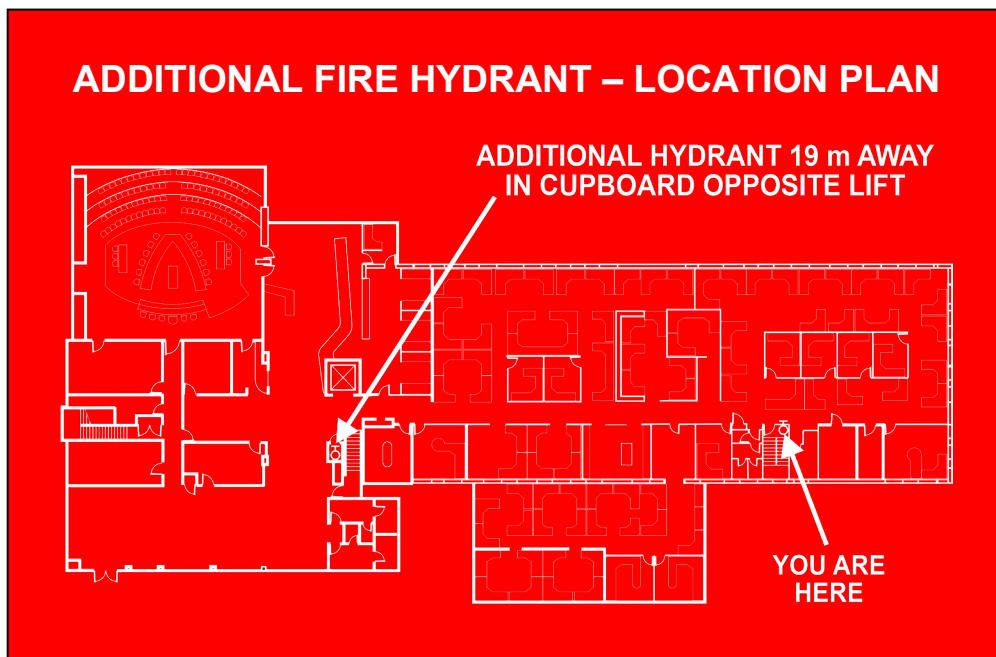 ADDITIONAL FIRE HYDRANT – LOCATION PLAN
ADDITIONAL HYDRANT 19 m AWAY
IN CUPBOARD OPPOSITE LIFT
YOU ARE
HERE